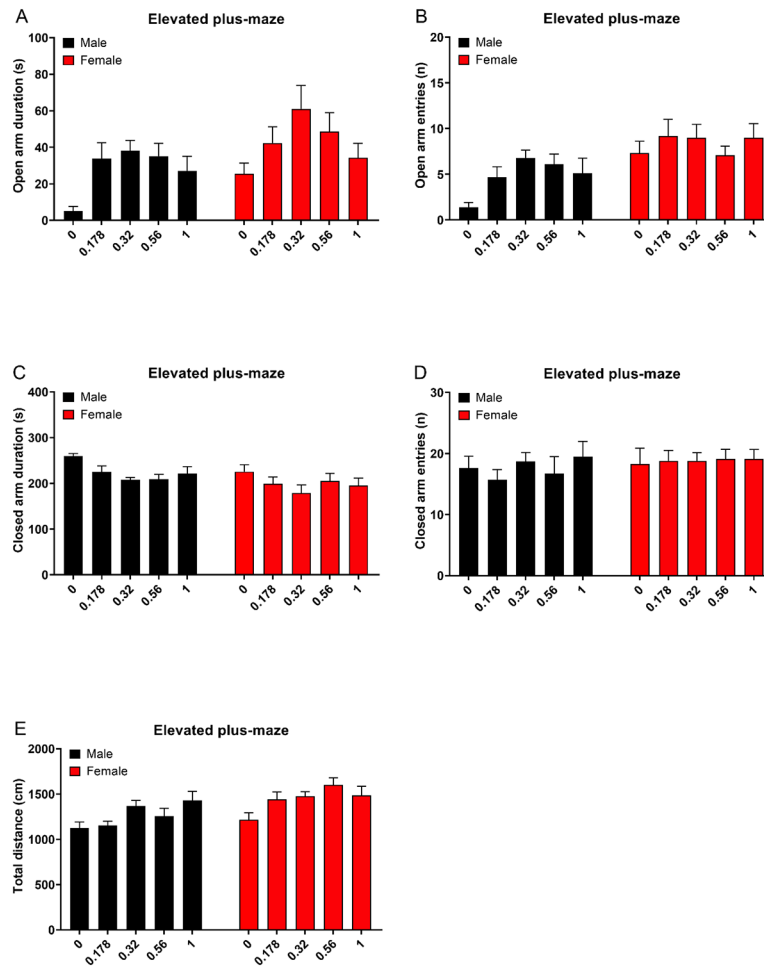 A
Elevated plus-maze
Male
Female
Open arm duration (s)
100
80
60
40
20
0
0 0.178 0.32 0.56 1 0 0.178 0.32 0.56 1
B
Elevated plus-maze
Male
Female
Open arm entries (n)
20
15
10
5
0
0 0.178 0.32 0.56 1 0 0.178 0.32 0.56 1
C
Elevated plus-maze
Male
Female
Closed arm duration (s)
400
300
200
100
0
0 0.178 0.32 0.56 1 0 0.178 0.32 0.56 1
D
Elevated plus-maze
Male
Female
Closed arm entries (n)
30
20
10
0
0 0.178 0.32 0.56 1 0 0.178 0.32 0.56 1
E
Elevated plus-maze
Male
Female
Total distance (cm)
2000
1500
1000
500
0
0 0.178 0.32 0.56 1 0 0.178 0.32 0.56 1